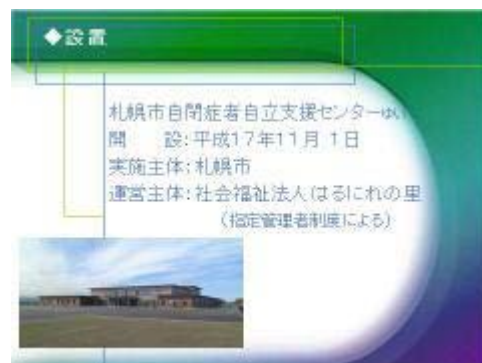 ◆設置
札幌市自閉症者自立支援センターゆい
開　設:平成17年11月 1日
実施主体:札幌市
運営主体:社会福祉法人はるにれの里
（指定管理者制度による）